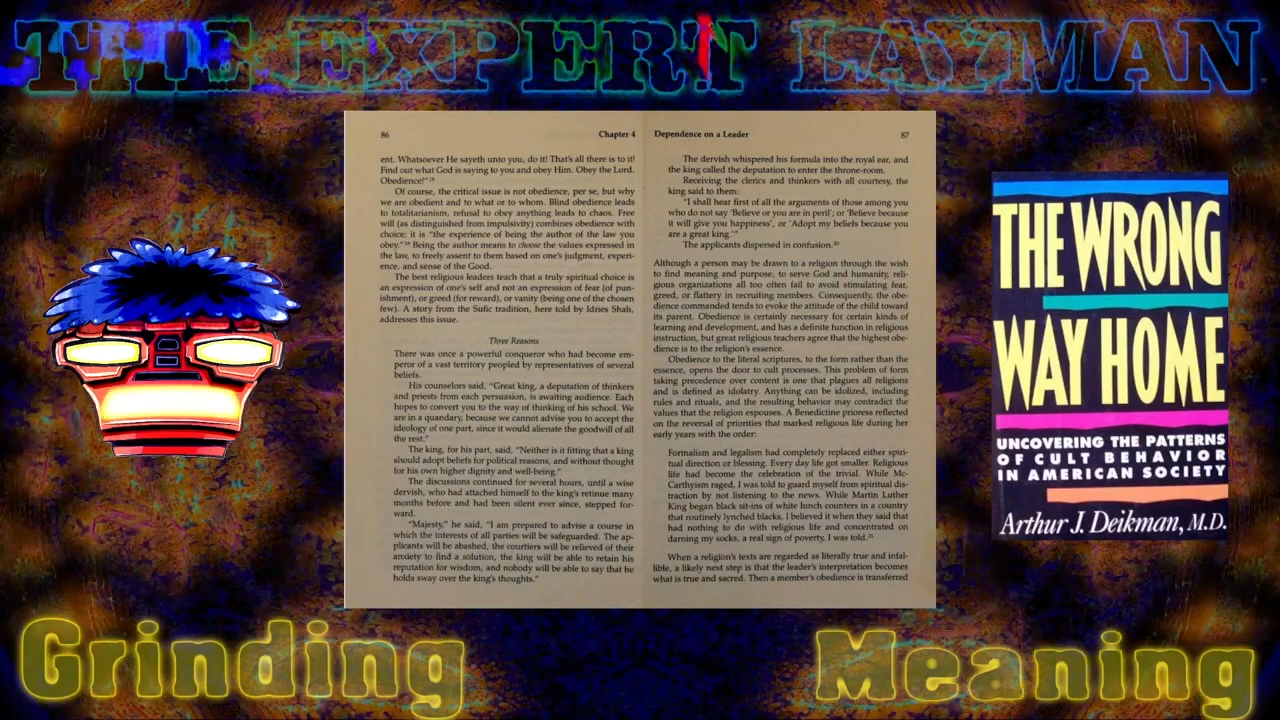 THE EXPERT LAYMAN
86
Chapter 4
ent. Whatsoever He sayeth unto you, do it! That's all there is to it!
Find out what God is saying to you and obey Him. Obey the Lord.
Obedience!"18
Of course, the critical issue is not obedience, per se, but why
we are obedient and to what or to whom. Blind obedience leads
to totalitarianism, refusal to obey anything leads to chaos. Free
will (as distinguished from impulsivity) combines obedience with
choice; it is "the experience of being the author of the law you
obey."19 Being the author means to choose the values expressed in
the law, to freely assent to them based on one's judgment, experi-
ence, and sense of the Good.
The best religious leaders teach that a truly spiritual choice is
an expression of one's self and not an expression of fear (of pun-
ishment), or greed (for reward), or vanity (being one of the chosen
few). A story from the Sufic tradition, here told by Idries Shah,
addresses this issue.
Three Reasons
There was once a powerful conqueror who had become em-
peror of a vast territory peopled by representatives of several
beliefs.
His counselors said, "Great king, a deputation of thinkers
and priests from each persuasion, is awaiting audience. Each
hopes to convert you to the way of thinking of his school. We
are in a quandary, because we cannot advise you to accept the
ideology of one part, since it would alienate the goodwill of all
the rest."
The king, for his part, said, "Neither is it fitting that a king
should adopt beliefs for political reasons, and without thought
for his own higher dignity and well-being."
The discussions continued for several hours, until a wise
dervish, who had attached himself to the king's retinue many
months before and had been silent ever since, stepped for-
ward.
"Majesty," he said, "I am prepared to advise a course in
which the interests of all parties will be safeguarded. The ap-
plicants will be abashed, the courtiers will be relieved of their
anxiety to find a solution, the king will be able to retain his
reputation for wisdom, and nobody will be able to say that he
holds sway over the king's thoughts."
Dependence on a Leader
87
The dervish whispered his formula into the royal ear, and
the king called the deputation to enter the throne-room.
Receiving the clerics and thinkers with all courtesy, the
king said to them:
"I shall hear first of all the arguments of those among you
who do not say 'Believe or you are in peril'; or 'Believe because
it will give you happiness', or 'Adopt my beliefs because you
are a great king.'"
The applicants dispersed in confusion.20
Although a person may be drawn to a religion through the wish
to find meaning and purpose, to serve God and humanity, reli-
gious organizations all too often fail to avoid stimulating fear,
greed, or flattery in recruiting members. Consequently, the obe-
dience commanded tends to evoke the attitude of the child toward
its parent. Obedience is certainly necessary for certain kinds of
learning and development, and has a definite function in religious
instruction, but great religious teachers agree that the highest obe-
dience is to the religion's essence.
Obedience to the literal scriptures, to the form rather than the
essence, opens the door to cult processes. This problem of form
taking precedence over content is one that plagues all religions
and is defined as idolatry. Anything can be idolized, including
rules and rituals, and the resulting behavior may contradict the
values that the religion espouses. A Benedictine prioress reflected
on the reversal of priorities that marked religious life during her
early years with the order:
Formalism and legalism had completely replaced either spiri-
tual direction or blessing. Every day life got smaller. Religious
life had become the celebration of the trivial. While Mc-
Carthyism raged, I was told to guard myself from spiritual dis-
traction by not listening to the news. While Martin Luther
King began black sit-ins of white lunch counters in a country
that routinely lynched blacks, I believed it when they said that
had nothing to do with religious life and concentrated on
darning my socks, a real sign of poverty, I was told.21
When a religion's texts are regarded as literally true and infal-
lible, a likely next step is that the leader's interpretation becomes
what is true and sacred. Then a member's obedience is transferred
THE WRONG
WAY HOME
UNCOVERING THE PATTERNS
OF CULT BEHAVIOR
IN AMERICAN SOCIETY
Arthur J. Deikman, M.D.
Grinding
Meaning